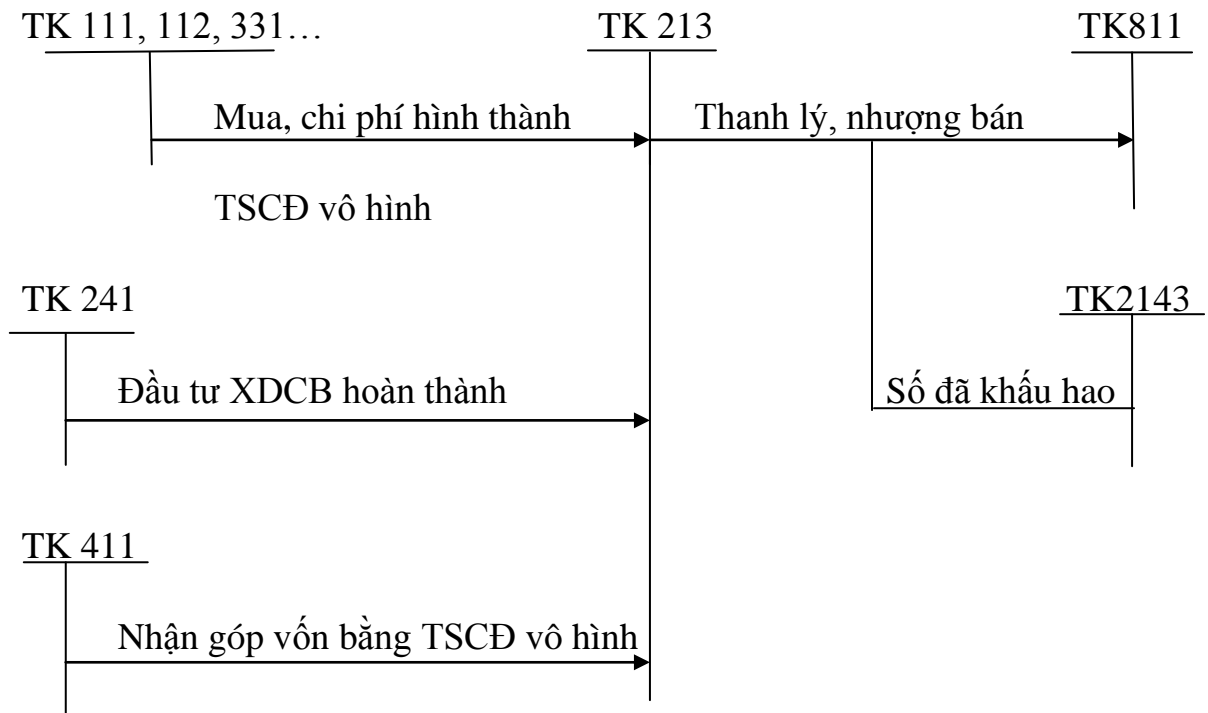 TK 111, 112, 331… TK 213 TK811
Mua, chi phí hình thành Thanh lý, nhượng bán
TSCĐ vô hình
TK 241 TK2143
Đầu tư XDCB hoàn thành Số đã khấu hao
TK 411
Nhận góp vốn bằng TSCĐ vô hình